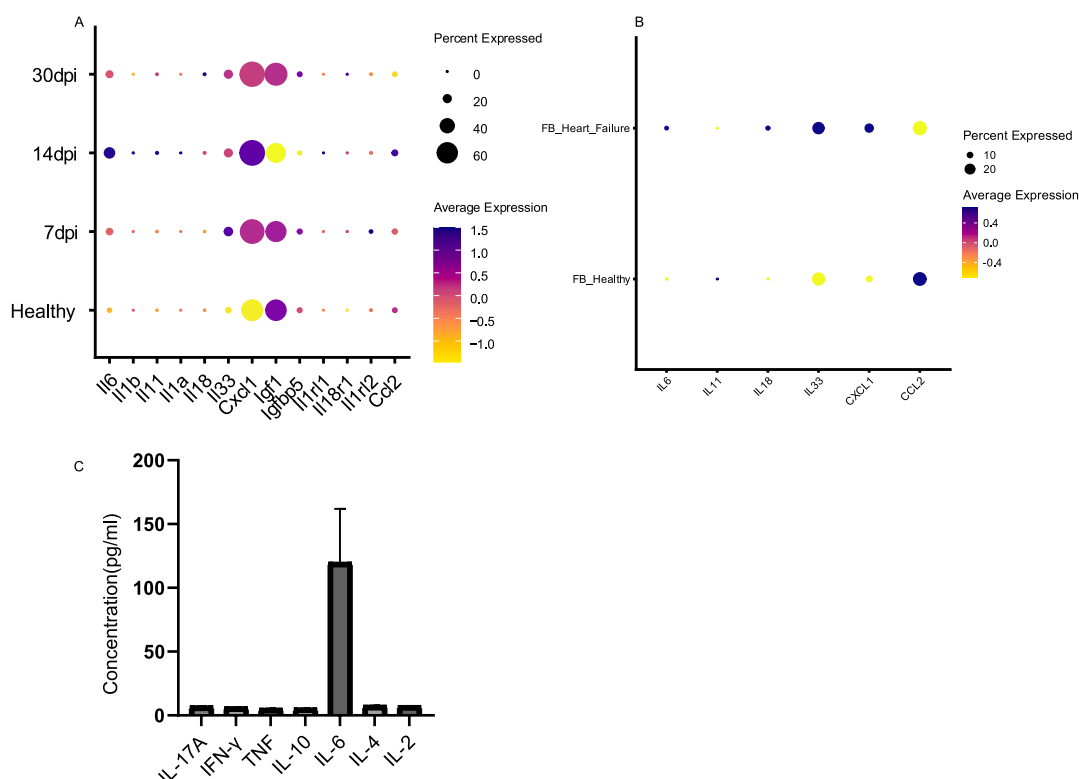 A
30dpi
14dpi
7dpi
Healthy
Il6
Il1b
Il11
Il1a
Il18
Il33
Cxcl1
Igf1
Igfbp5
Il1rl1
Il18r1
Il1rl2
Ccl2
Percent Expressed
0
20
40
60
Average Expression
1.5
1.0
0.5
0.0
−0.5
−1.0
B
FB_Heart_Failure
FB_Healthy
IL6
IL11
IL18
IL33
CXCL1
CCL2
Percent Expressed
10
20
Average Expression
0.4
0.0
-0.4
C
Concentration(pg/ml)
200
150
100
50
0
IL-17A
IFN-γ
TNF
IL-10
IL-6
IL-4
IL-2